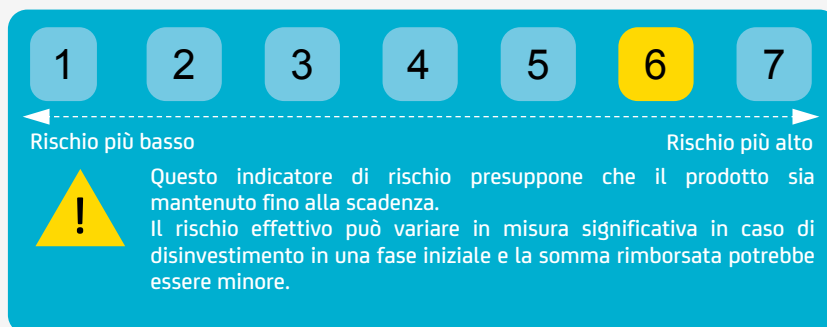 1 2 3 4 5 6 7
Rischio più basso Rischio più alto
!
Questo indicatore di rischio presuppone che il prodotto sia
mantenuto fino alla scadenza.
Il rischio effettivo può variare in misura significativa in caso di
disinvestimento in una fase iniziale e la somma rimborsata potrebbe
essere minore.